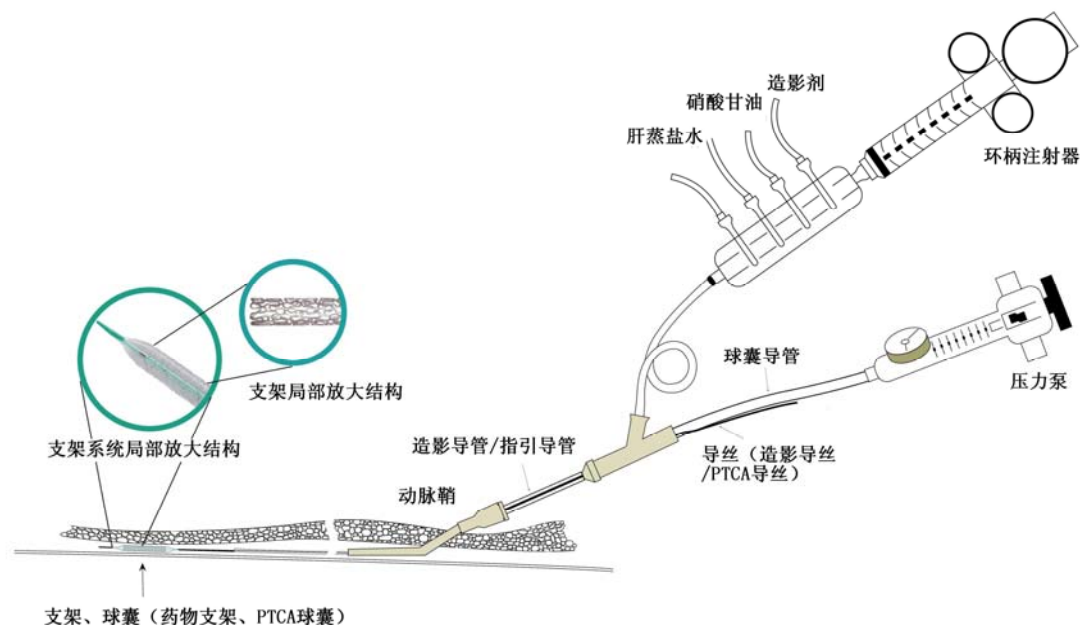 造影剂
硝酸甘油
肝蒸盐水
环柄注射器
球囊导管
压力泵
支架局部放大结构
支架系统局部放大结构
造影导管/指引导管
导丝（造影导丝
/PTCA导丝）
动脉鞘
支架、球囊（药物支架、PTCA球囊）